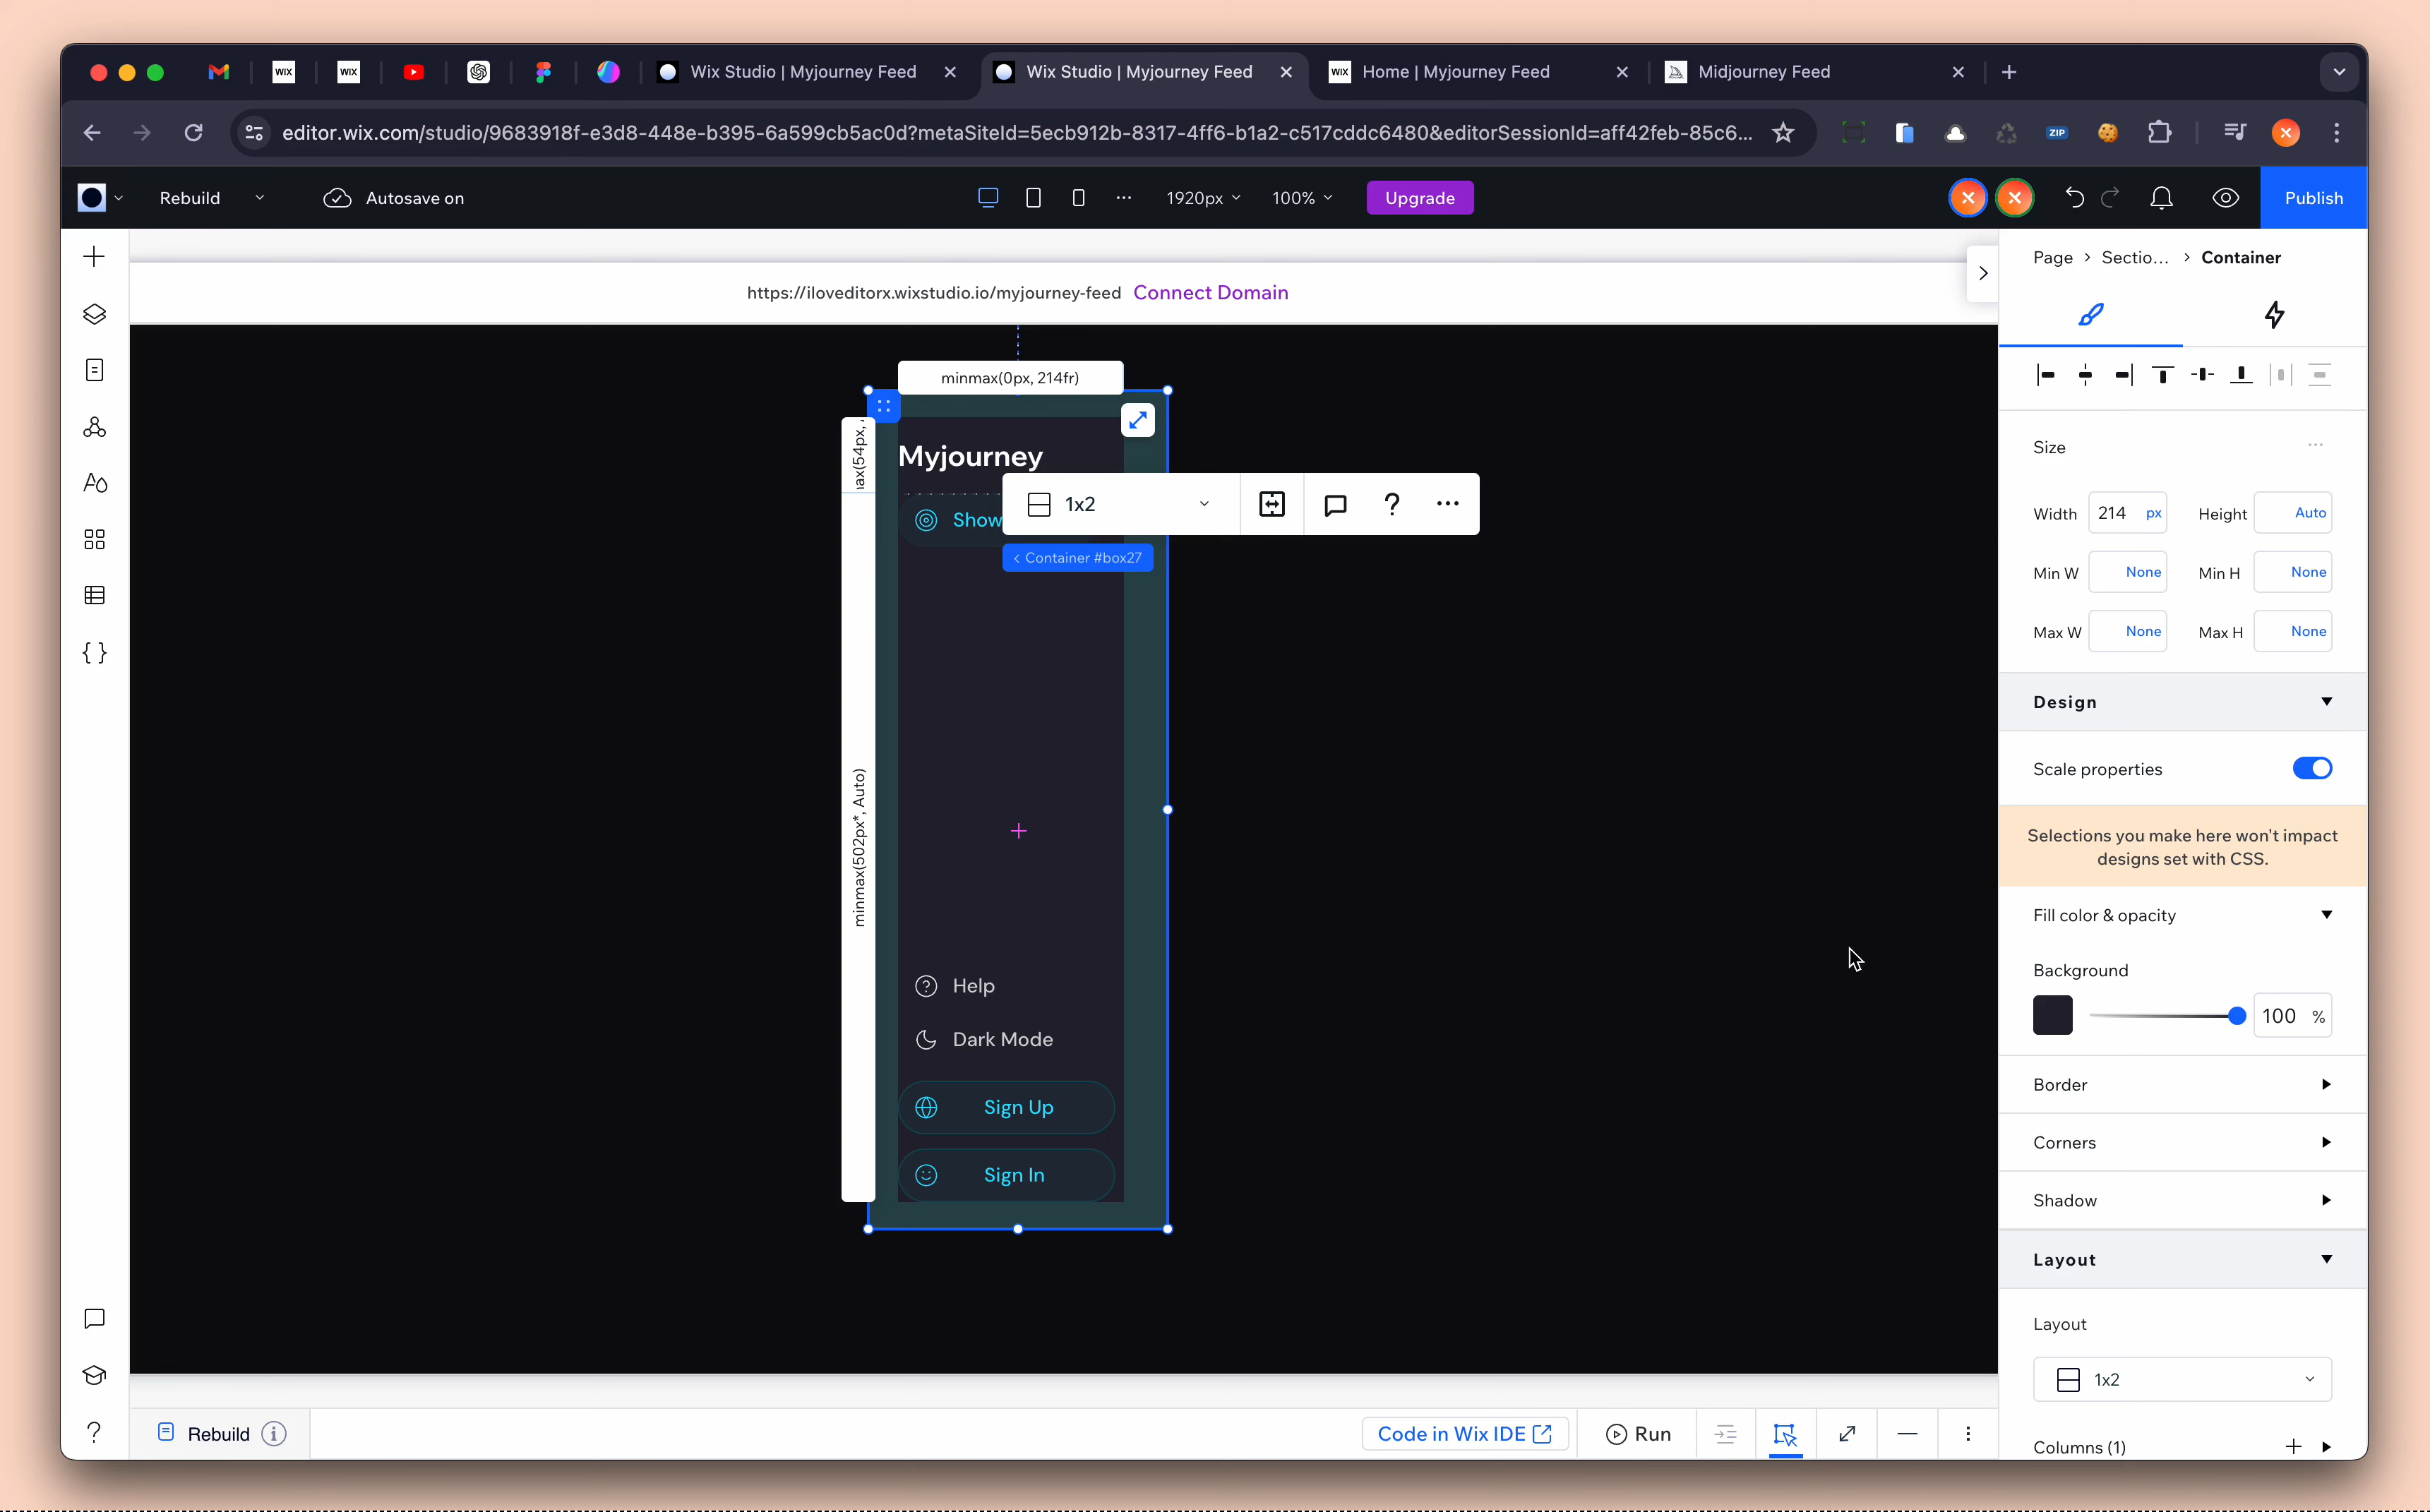 WIX
WIX
Wix Studio | Myjourney Feed
Wix Studio | Myjourney Feed
WIX
Home | Myjourney Feed
Midjourney Feed
editor.wix.com/studio/9683918f-e3d8-448e-b395-6a599cb5ac0d?metaSiteId=5ecb912b-8317-4ff6-b1a2-c517cddc6480&editorSessionId=aff42feb-85c6...
ZIP
Rebuild
Autosave on
1920px
100%
Upgrade
Publish
https://iloveditorx.wixstudio.io/myjourney-feed Connect Domain
Page > Sectio... > Container
minmax(0px, 214fr)
Myjourney
Show
1x2
< Container #box27
minmax(502px*, Auto)
Help
Dark Mode
Sign Up
Sign In
Size
Width 214 px Height Auto
Min W None Min H None
Max W None Max H None
Design
Scale properties
Selections you make here won't impact
designs set with CSS.
Fill color & opacity
Background
100 %
Border
Corners
Shadow
Layout
Layout
1x2
Columns (1)
Rebuild
Code in Wix IDE
Run